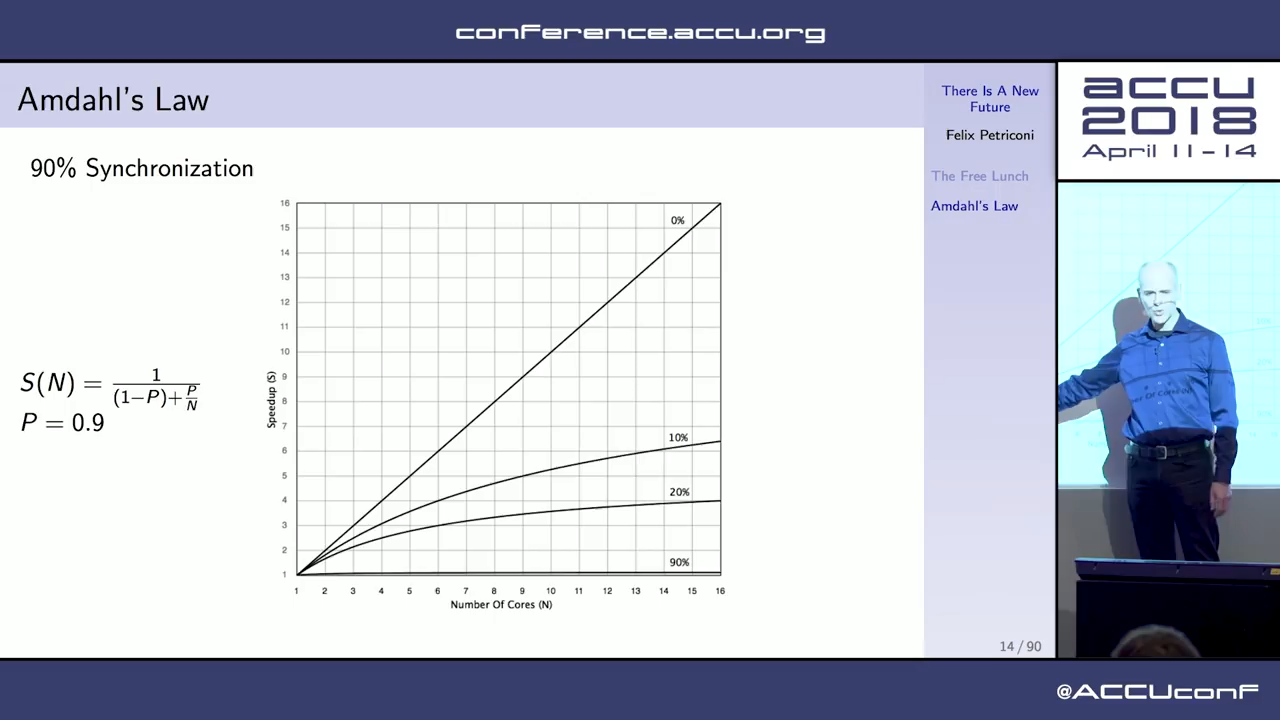 conference.accu.org
Amdahl's Law
90% Synchronization
S(N) = 1 / ((1−P)+P/N)
P = 0.9
Speedup (S)
16
15
14
13
12
11
10
9
8
7
6
5
4
3
2
1
0%
10%
20%
90%
1 2 3 4 5 6 7 8 9 10 11 12 13 14 15 16
Number Of Cores (N)
There Is A New
Future
Felix Petriconi
The Free Lunch
Amdahl's Law
14 / 90
accu
2018
April 11-14
@ACCUconf